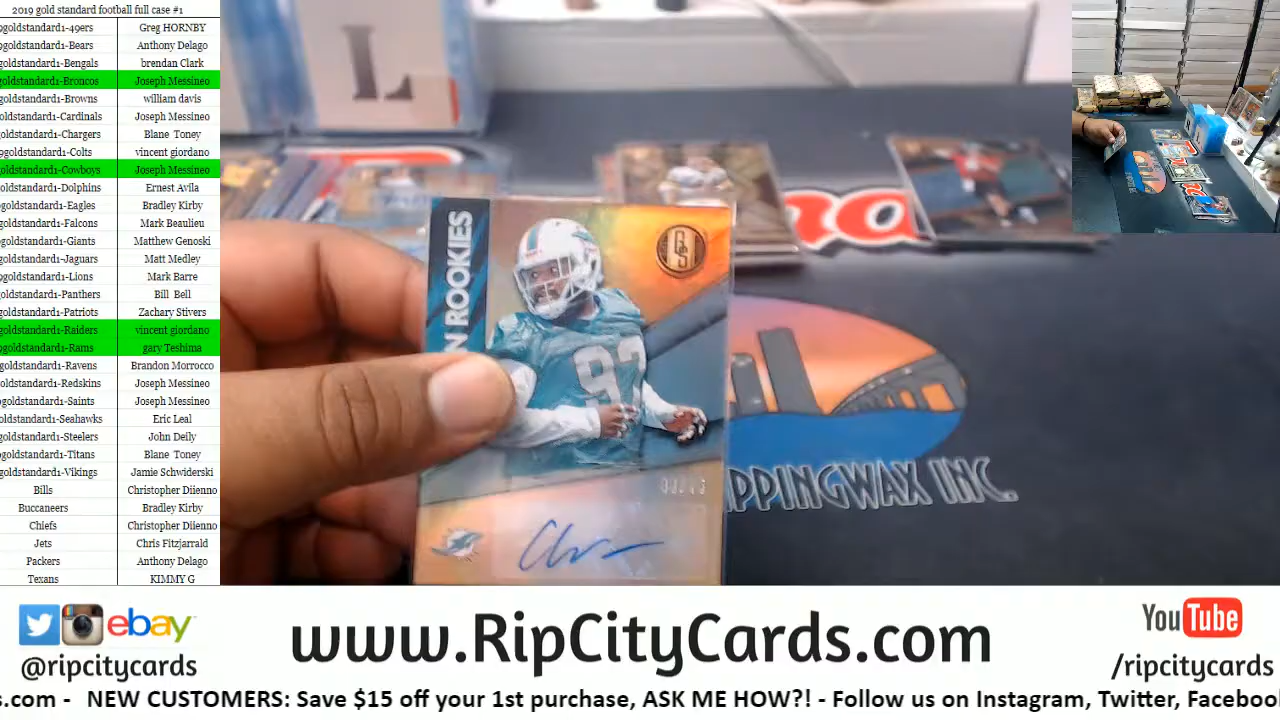 2019 gold standard football full case #1
goldstandard1-49ers Greg HORNBY
goldstandard1-Bears Anthony Delago
goldstandard1-Bengals brendan Clark
goldstandard1-Broncos Joseph Messineo
goldstandard1-Browns william davis
goldstandard1-Cardinals Joseph Messineo
goldstandard1-Chargers Blane Toney
goldstandard1-Colts vincent giordano
goldstandard1-Cowboys Joseph Messineo
goldstandard1-Dolphins Ernest Avila
goldstandard1-Eagles Bradley Kirby
goldstandard1-Falcons Mark Beaulieu
goldstandard1-Giants Matthew Genoski
goldstandard1-Jaguars Matt Medley
goldstandard1-Lions Mark Barre
goldstandard1-Panthers Bill Bell
goldstandard1-Patriots Zachary Stivers
goldstandard1-Raiders vincent giordano
goldstandard1-Rams gary Teshima
goldstandard1-Ravens Brandon Morrocco
goldstandard1-Redskins Joseph Messineo
goldstandard1-Saints Joseph Messineo
goldstandard1-Seahawks Eric Leal
goldstandard1-Steelers John Deily
goldstandard1-Titans Blane Toney
goldstandard1-Vikings Jamie Schwiderski
Bills Christopher Diienno
Buccaneers Bradley Kirby
Chiefs Christopher Diienno
Jets Chris Fitzjarrald
Packers Anthony Delago
Texans KIMMY G
L
N ROOKIES
GS
PPINGWAX INC.
ebay
@ripcitycards
www.RipCityCards.com
YouTube
/ripcitycards
s.com - NEW CUSTOMERS: Save $15 off your 1st purchase, ASK ME HOW?! - Follow us on Instagram, Twitter, Facebook